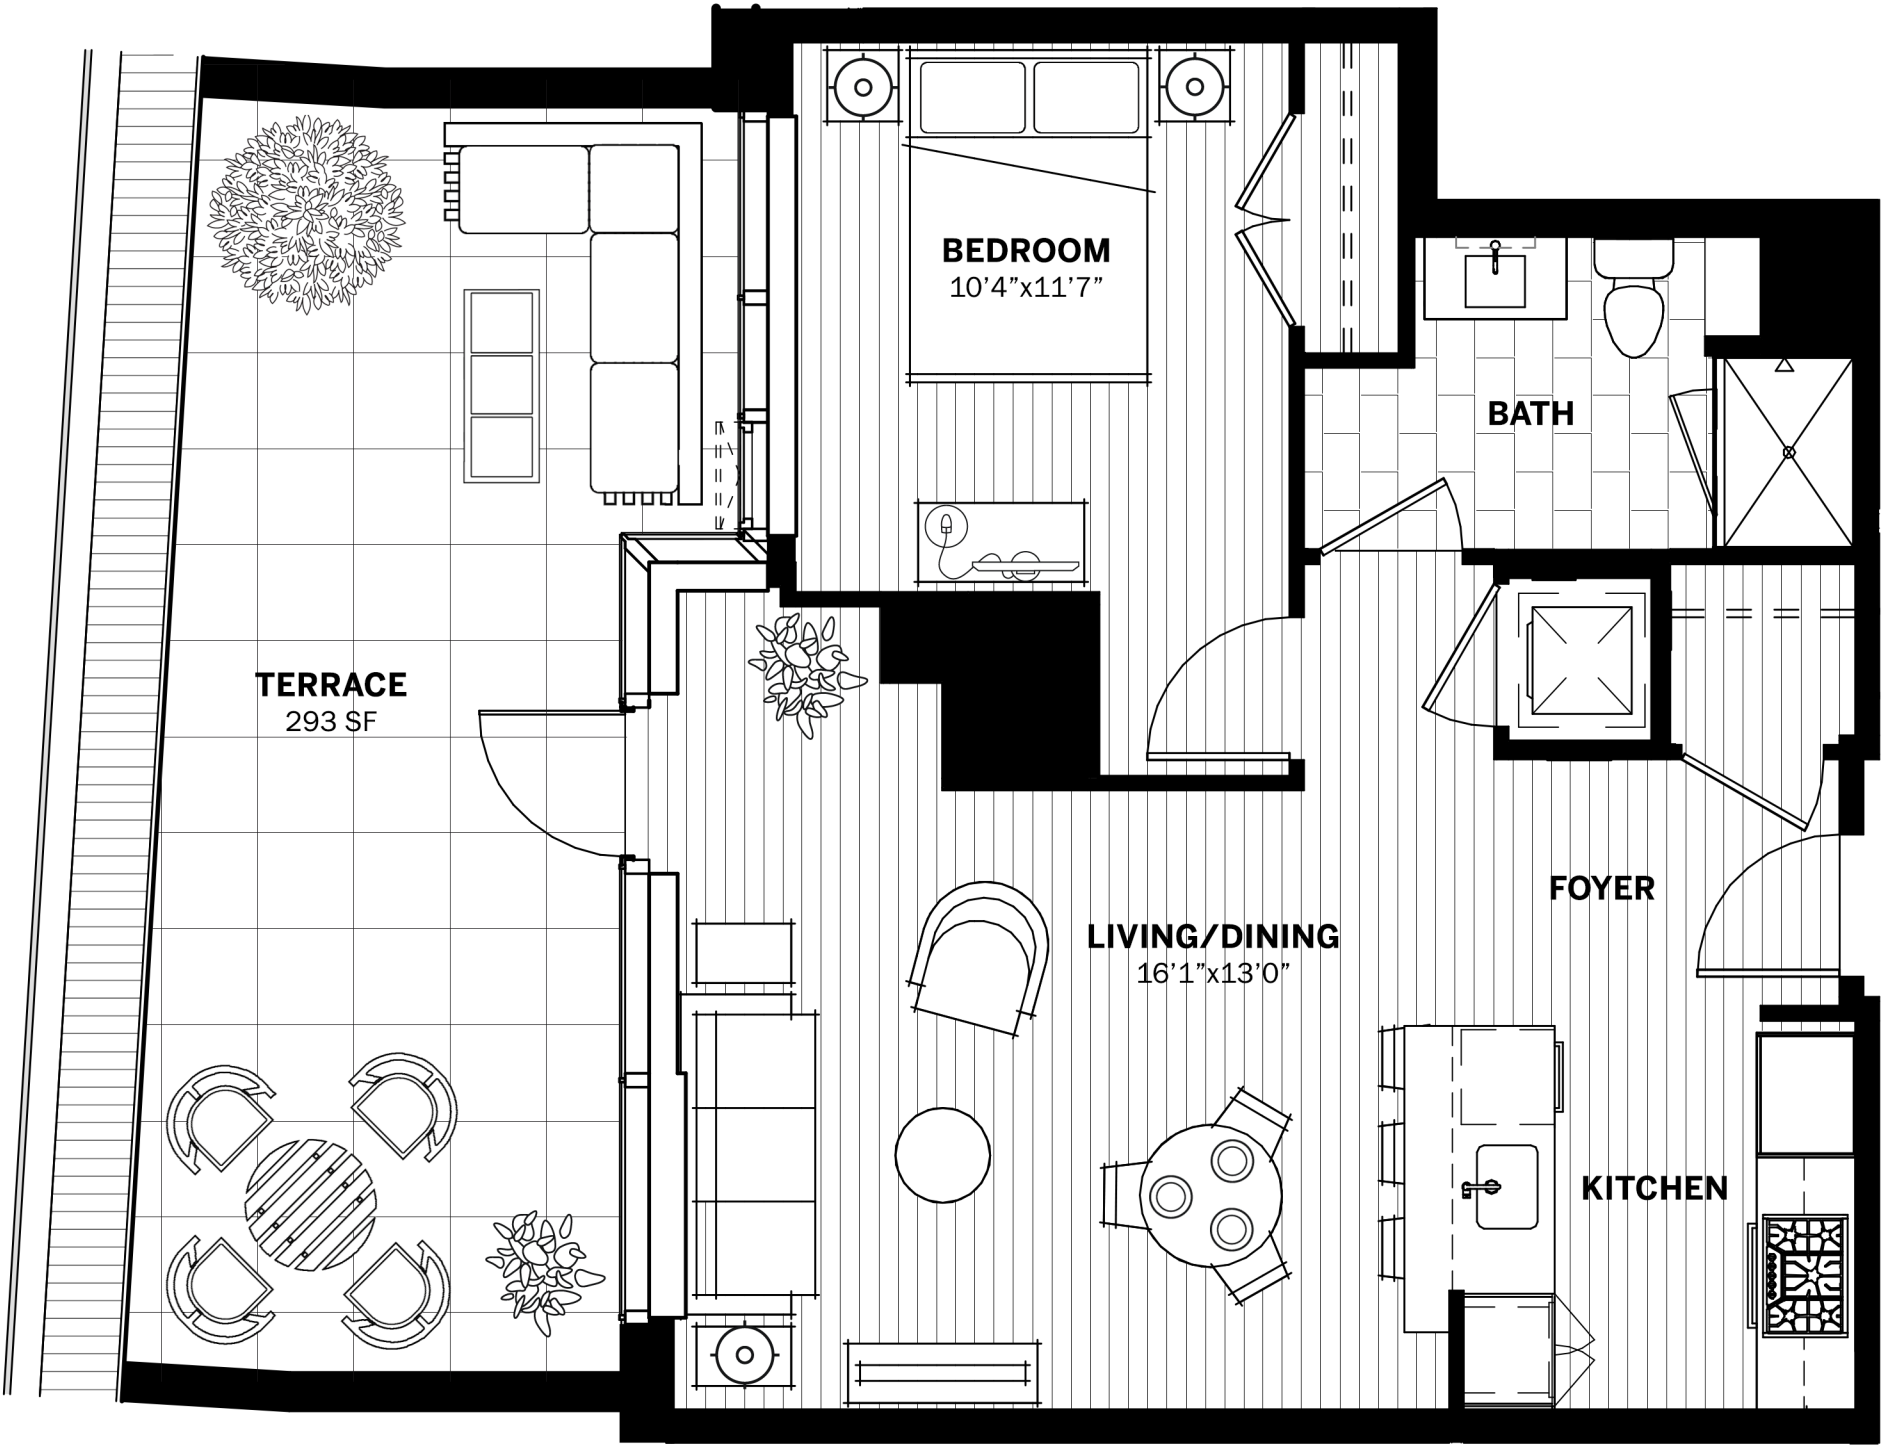 BEDROOM
10’4”x11’7”
BATH
TERRACE
293 SF
FOYER
LIVING/DINING
16’1”x13’0”
KITCHEN